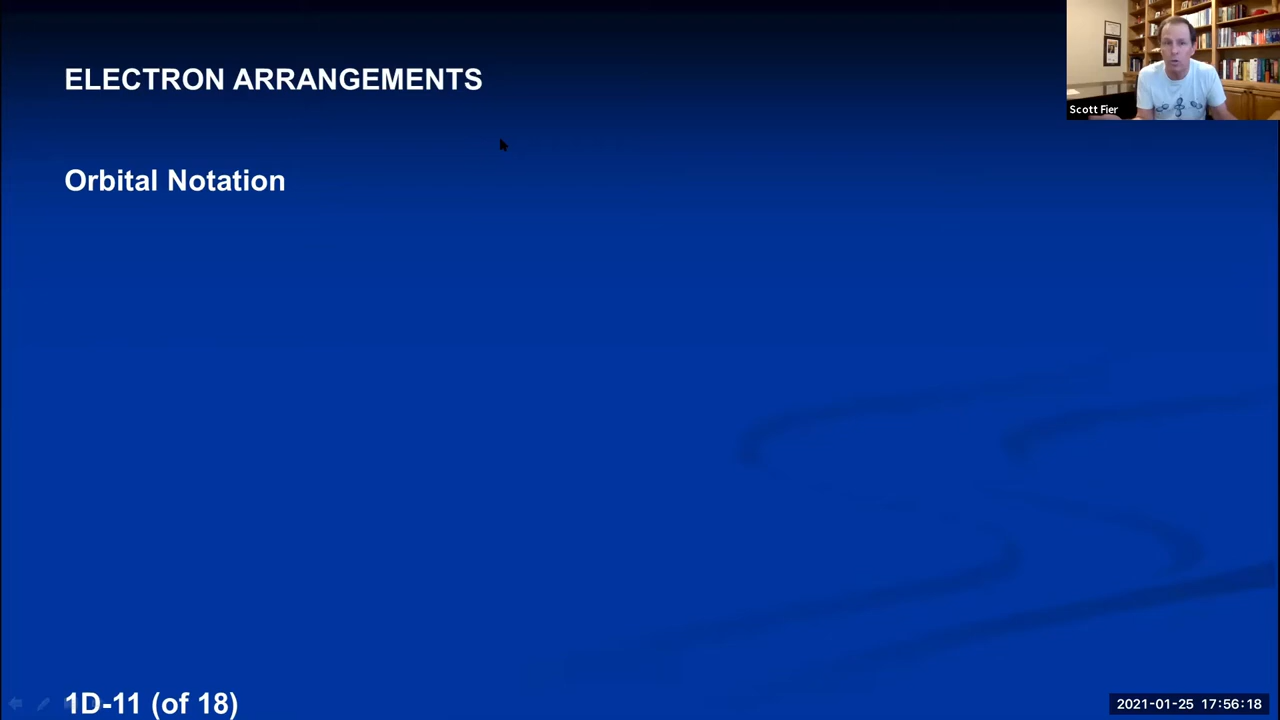 ELECTRON ARRANGEMENTS
Scott Fier
Orbital Notation
1D-11 (of 18)
2021-01-25 17:56:18